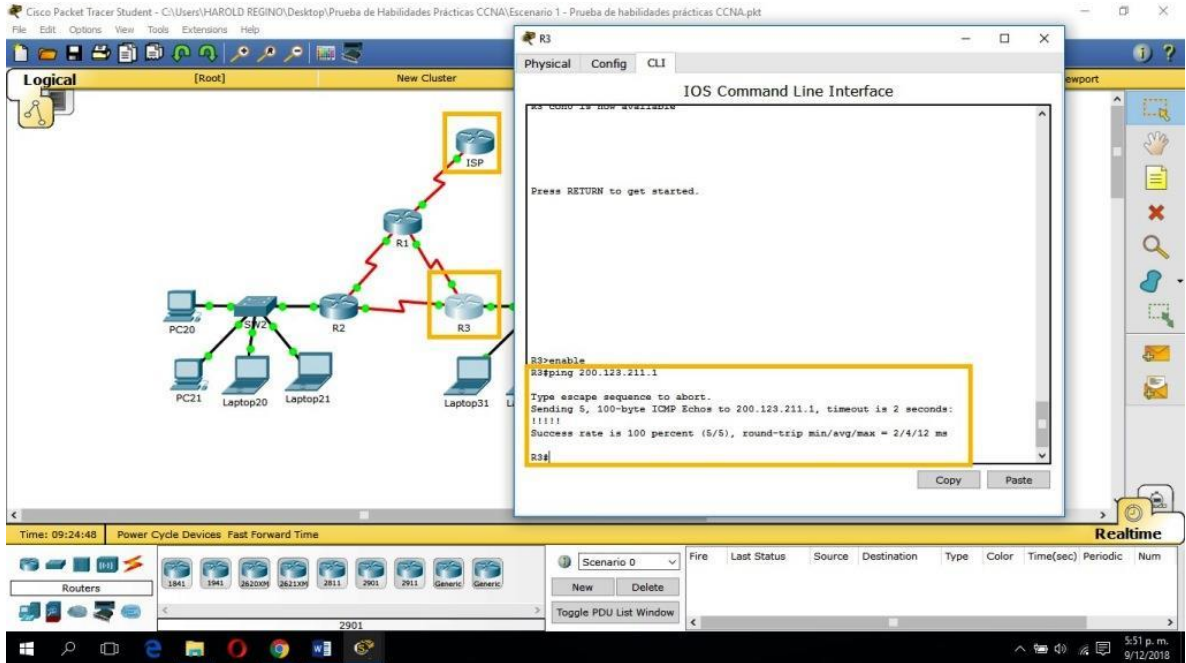 Cisco Packet Tracer Student - C:\Users\HAROLD REGINO\Desktop\Prueba de Habilidades Prácticas CCNA\Escenario 1 - Prueba de habilidades prácticas CCNA.pkt
File Edit Options View Tools Extensions Help
Logical
[Root]
New Cluster
ewport
R3
Physical Config CLI
IOS Command Line Interface
R3 con0 is now available
Press RETURN to get started.
R3>enable
R3#ping 200.123.211.1
Type escape sequence to abort.
Sending 5, 100-byte ICMP Echos to 200.123.211.1, timeout is 2 seconds:
!!!!!
Success rate is 100 percent (5/5), round-trip min/avg/max = 2/4/12 ms
R3#
Copy Paste
ISP
R1
PC20
SW2
R2
R3
PC21
Laptop20
Laptop21
Laptop31
Time: 09:24:48
Power Cycle Devices Fast Forward Time
Realtime
Routers
1841 1941 2620XM 2621XM 2811 2901 2911 Generic Generic
2901
Scenario 0
New Delete
Toggle PDU List Window
Fire Last Status Source Destination Type Color Time(sec) Periodic Num
5:51 p. m.
9/12/2018